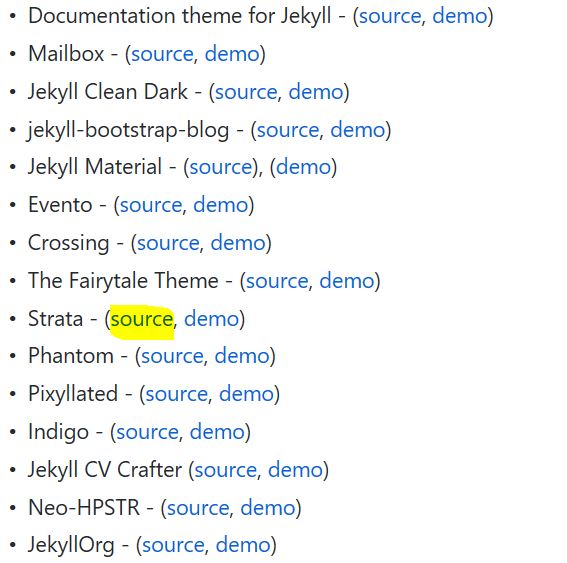 • Documentation theme for Jekyll - (source, demo)
• Mailbox - (source, demo)
• Jekyll Clean Dark - (source, demo)
• jekyll-bootstrap-blog - (source, demo)
• Jekyll Material - (source), (demo)
• Evento - (source, demo)
• Crossing - (source, demo)
• The Fairytale Theme - (source, demo)
• Strata - (source, demo)
• Phantom - (source, demo)
• Pixyllated - (source, demo)
• Indigo - (source, demo)
• Jekyll CV Crafter (source, demo)
• Neo-HPSTR - (source, demo)
• JekyllOrg - (source, demo)